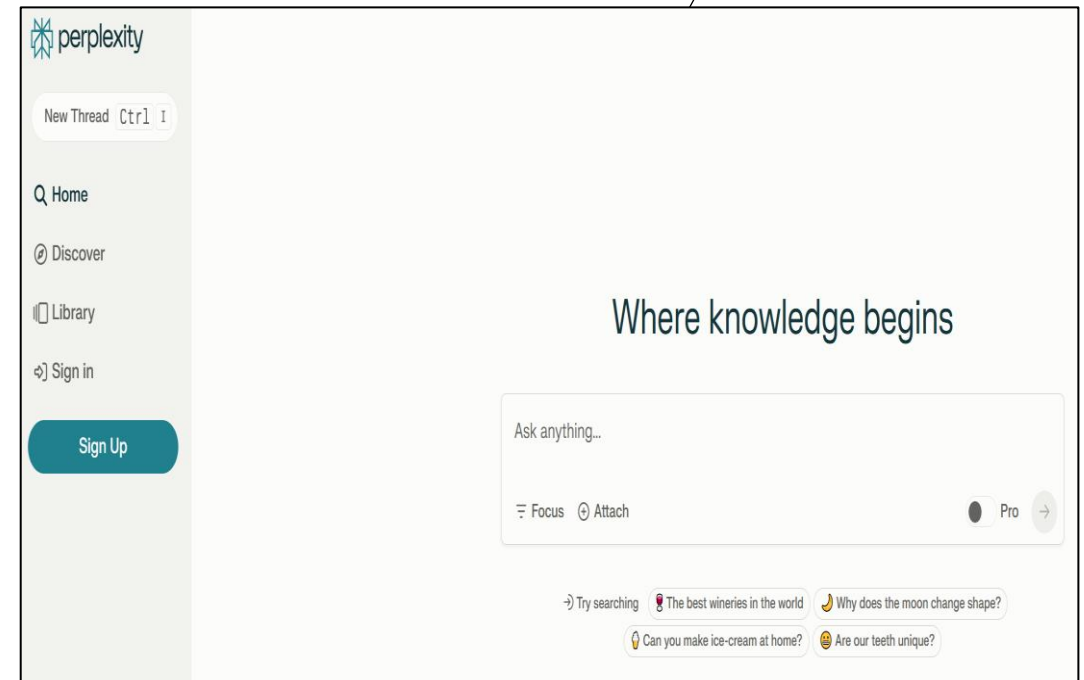 perplexity
New Thread Ctrl I
Home
Discover
Library
Sign in
Sign Up
Where knowledge begins
Ask anything...
Focus Attach Pro
Try searching The best wineries in the world Why does the moon change shape?
Can you make ice-cream at home? Are our teeth unique?